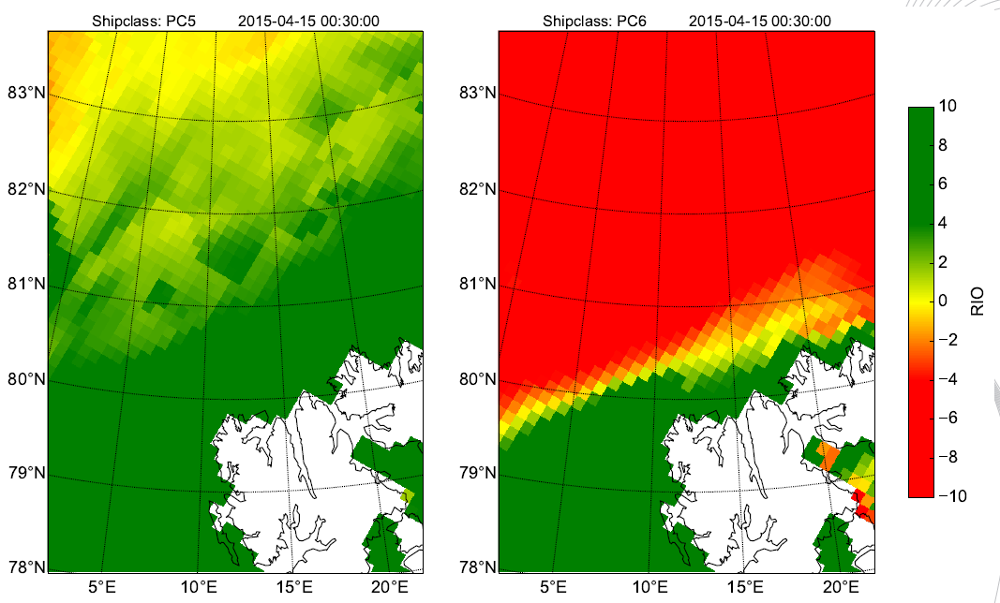 Shipclass: PC5 2015-04-15 00:30:00
Shipclass: PC6 2015-04-15 00:30:00
83°N
82°N
81°N
80°N
79°N
78°N
5°E 10°E 15°E 20°E
83°N
82°N
81°N
80°N
79°N
78°N
5°E 10°E 15°E 20°E
10
8
6
4
2
0
−2
−4
−6
−8
−10
RIO